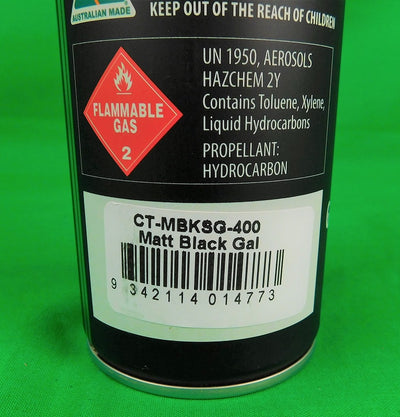 AUSTRALIAN MADE
KEEP OUT OF THE REACH OF CHILDREN
FLAMMABLE
GAS
2
UN 1950, AEROSOLS
HAZCHEM 2Y
Contains Toluene, Xylene,
Liquid Hydrocarbons
PROPELLANT:
HYDROCARBON
CT-MBKSG-400
Matt Black Gal
9 342114 014773